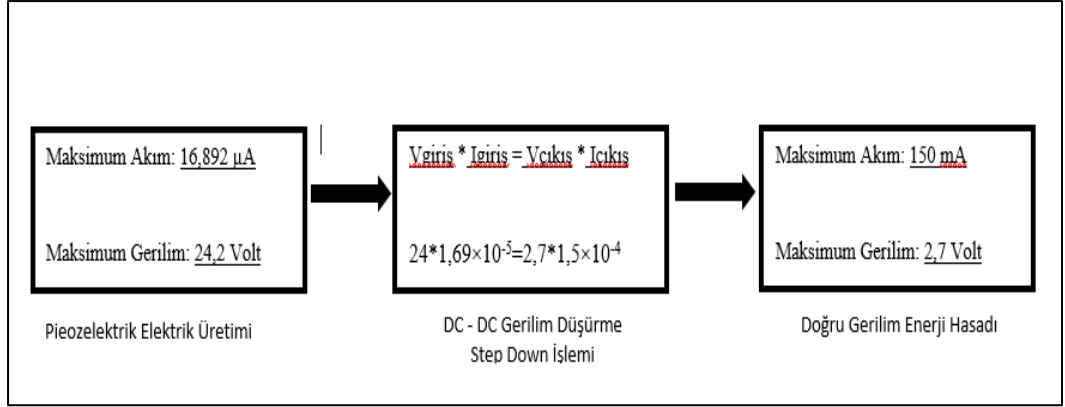 Maksimum Akım: 16,892 µA
Maksimum Gerilim: 24,2 Volt
Pieozelektrik Elektrik Üretimi
Vgiriş * Igiriş = Vçıkış * Içıkış
24*1,69×10⁻⁵=2,7*1,5×10⁻⁴
DC - DC Gerilim Düşürme
Step Down İşlemi
Maksimum Akım: 150 mA
Maksimum Gerilim: 2,7 Volt
Doğru Gerilim Enerji Hasadı